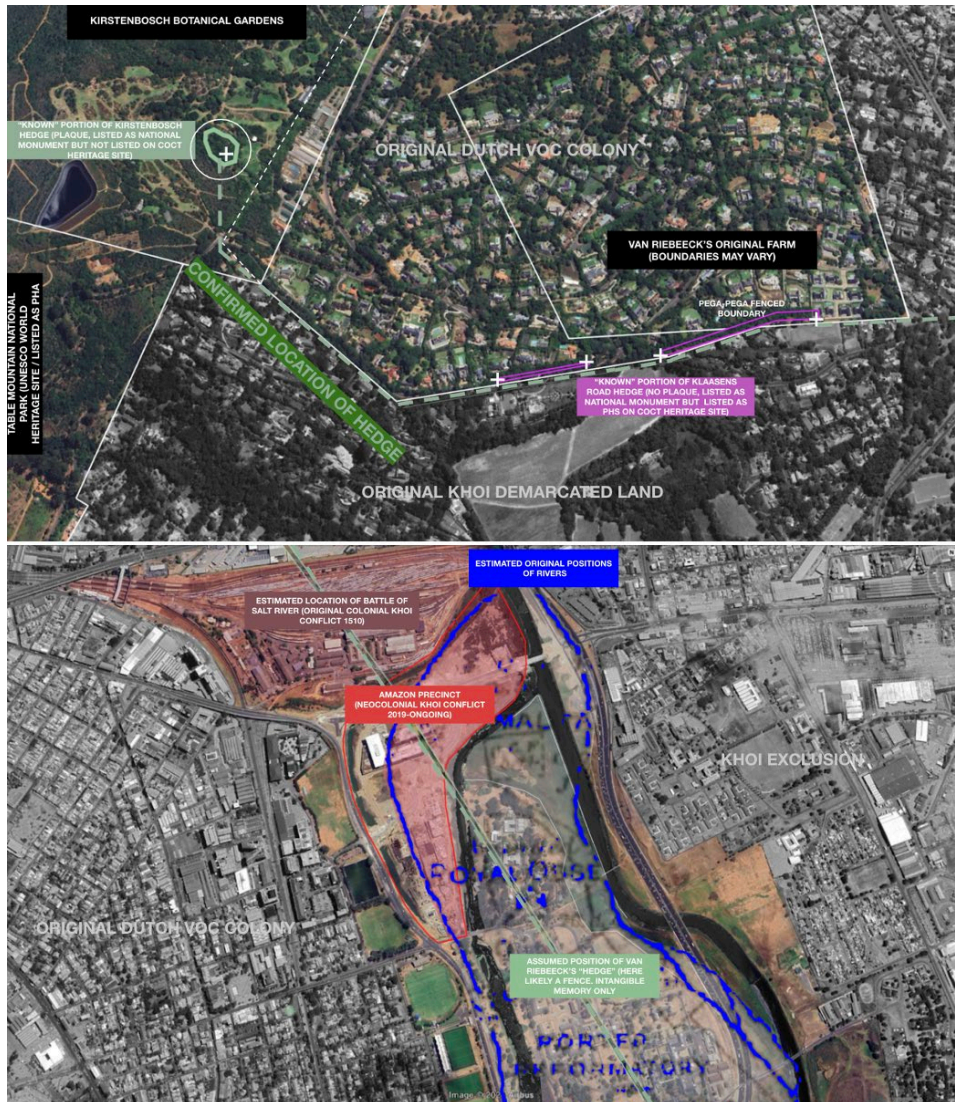 KIRSTENBOSCH BOTANICAL GARDENS
"KNOWN" PORTION OF KIRSTENBOSCH
HEDGE (PLAQUE, LISTED AS NATIONAL
MONUMENT BUT NOT LISTED ON COCT
HERITAGE SITE)
ORIGINAL DUTCH VOC COLONY
VAN RIEBEECK'S ORIGINAL FARM
(BOUNDARIES MAY VARY)
PEGA-PEGA FENCED
BOUNDARY
CONFIRMED LOCATION OF HEDGE
TABLE MOUNTAIN NATIONAL
PARK (UNESCO WORLD
HERITAGE SITE / LISTED AS PHA
"KNOWN" PORTION OF KLAASENS
ROAD HEDGE (NO PLAQUE, LISTED AS
NATIONAL MONUMENT BUT LISTED AS
PHS ON COCT HERITAGE SITE)
ORIGINAL KHOI DEMARCATED LAND
ESTIMATED ORIGINAL POSITIONS
OF RIVERS
ESTIMATED LOCATION OF BATTLE OF
SALT RIVER (ORIGINAL COLONIAL KHOI
CONFLICT 1510)
AMAZON PRECINCT
(NEOCOLONIAL KHOI CONFLICT
2019-ONGOING)
MALTA
KHOI EXCLUSION
ROYAL OBSE
ORIGINAL DUTCH VOC COLONY
ASSUMED POSITION OF VAN
RIEBEECK'S "HEDGE" (HERE
LIKELY A FENCE. INTANGIBLE
MEMORY ONLY
PORTER
REFORMATORY
Image ©